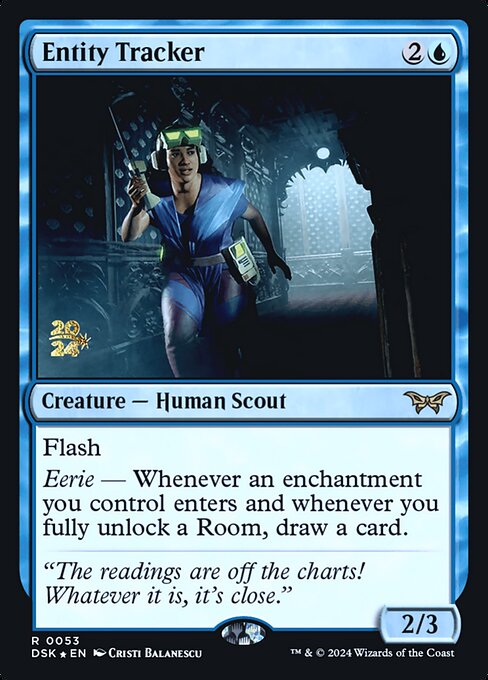 Entity Tracker 2
2024
Creature — Human Scout
Flash
Eerie — Whenever an enchantment
you control enters and whenever you
fully unlock a Room, draw a card.
“The readings are off the charts!
Whatever it is, it’s close.”
2/3
R 0053
DSK ★ EN Cristi Balanescu
™ & © 2024 Wizards of the Coast